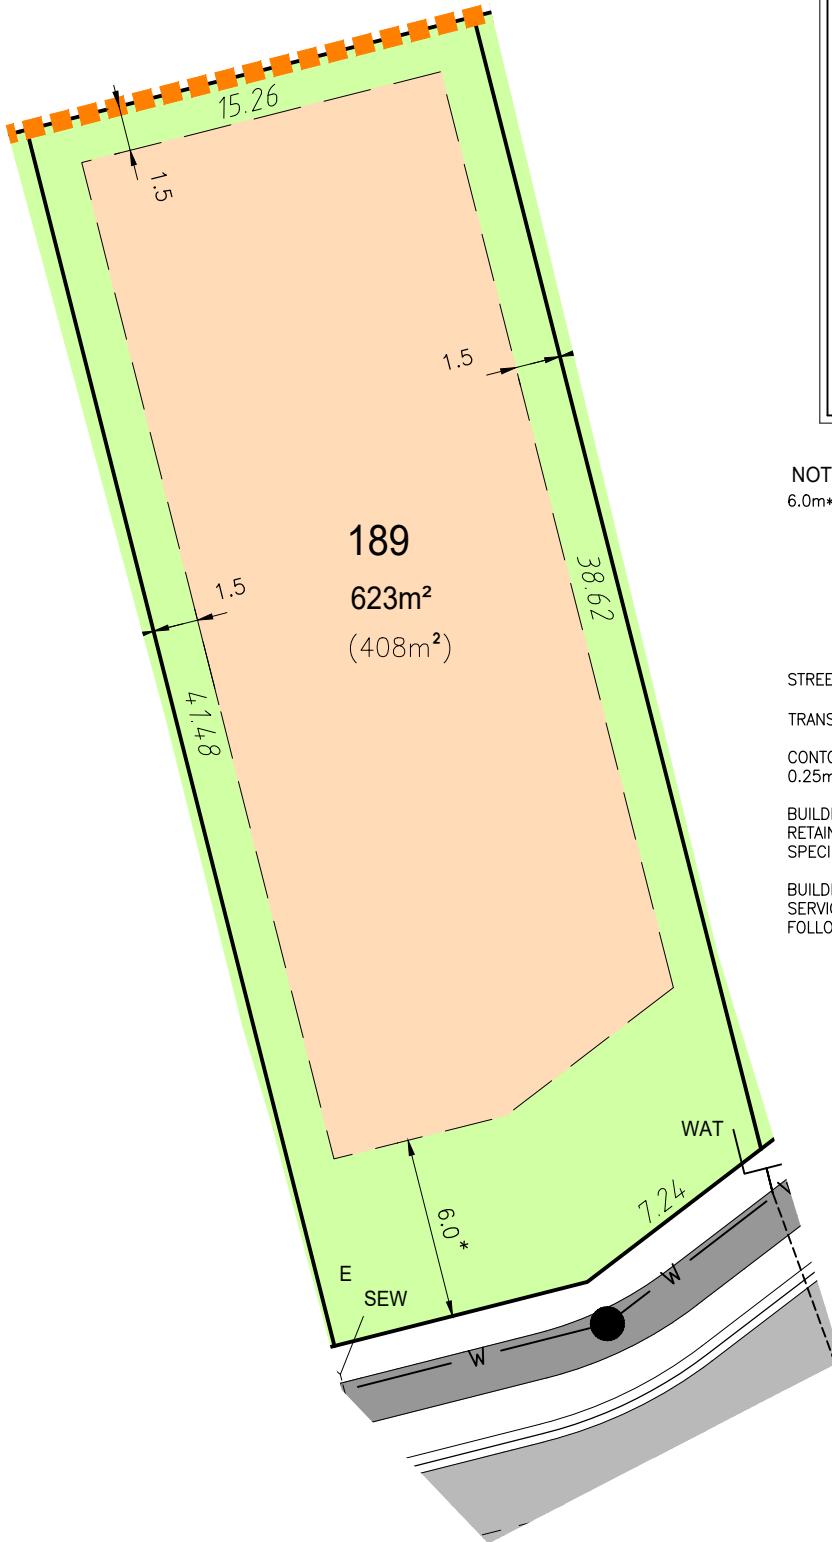 15.26
1.5
1.5
NOT
6.0m*
189
623m²
(408m²)
1.5
38.62
41.48
STREE
TRANS
CONTO
0.25m
BUILDI
RETAIN
SPECI
BUILDI
SERVIC
FOLLO
WAT
7.24
6.0*
E
SEW
W
W